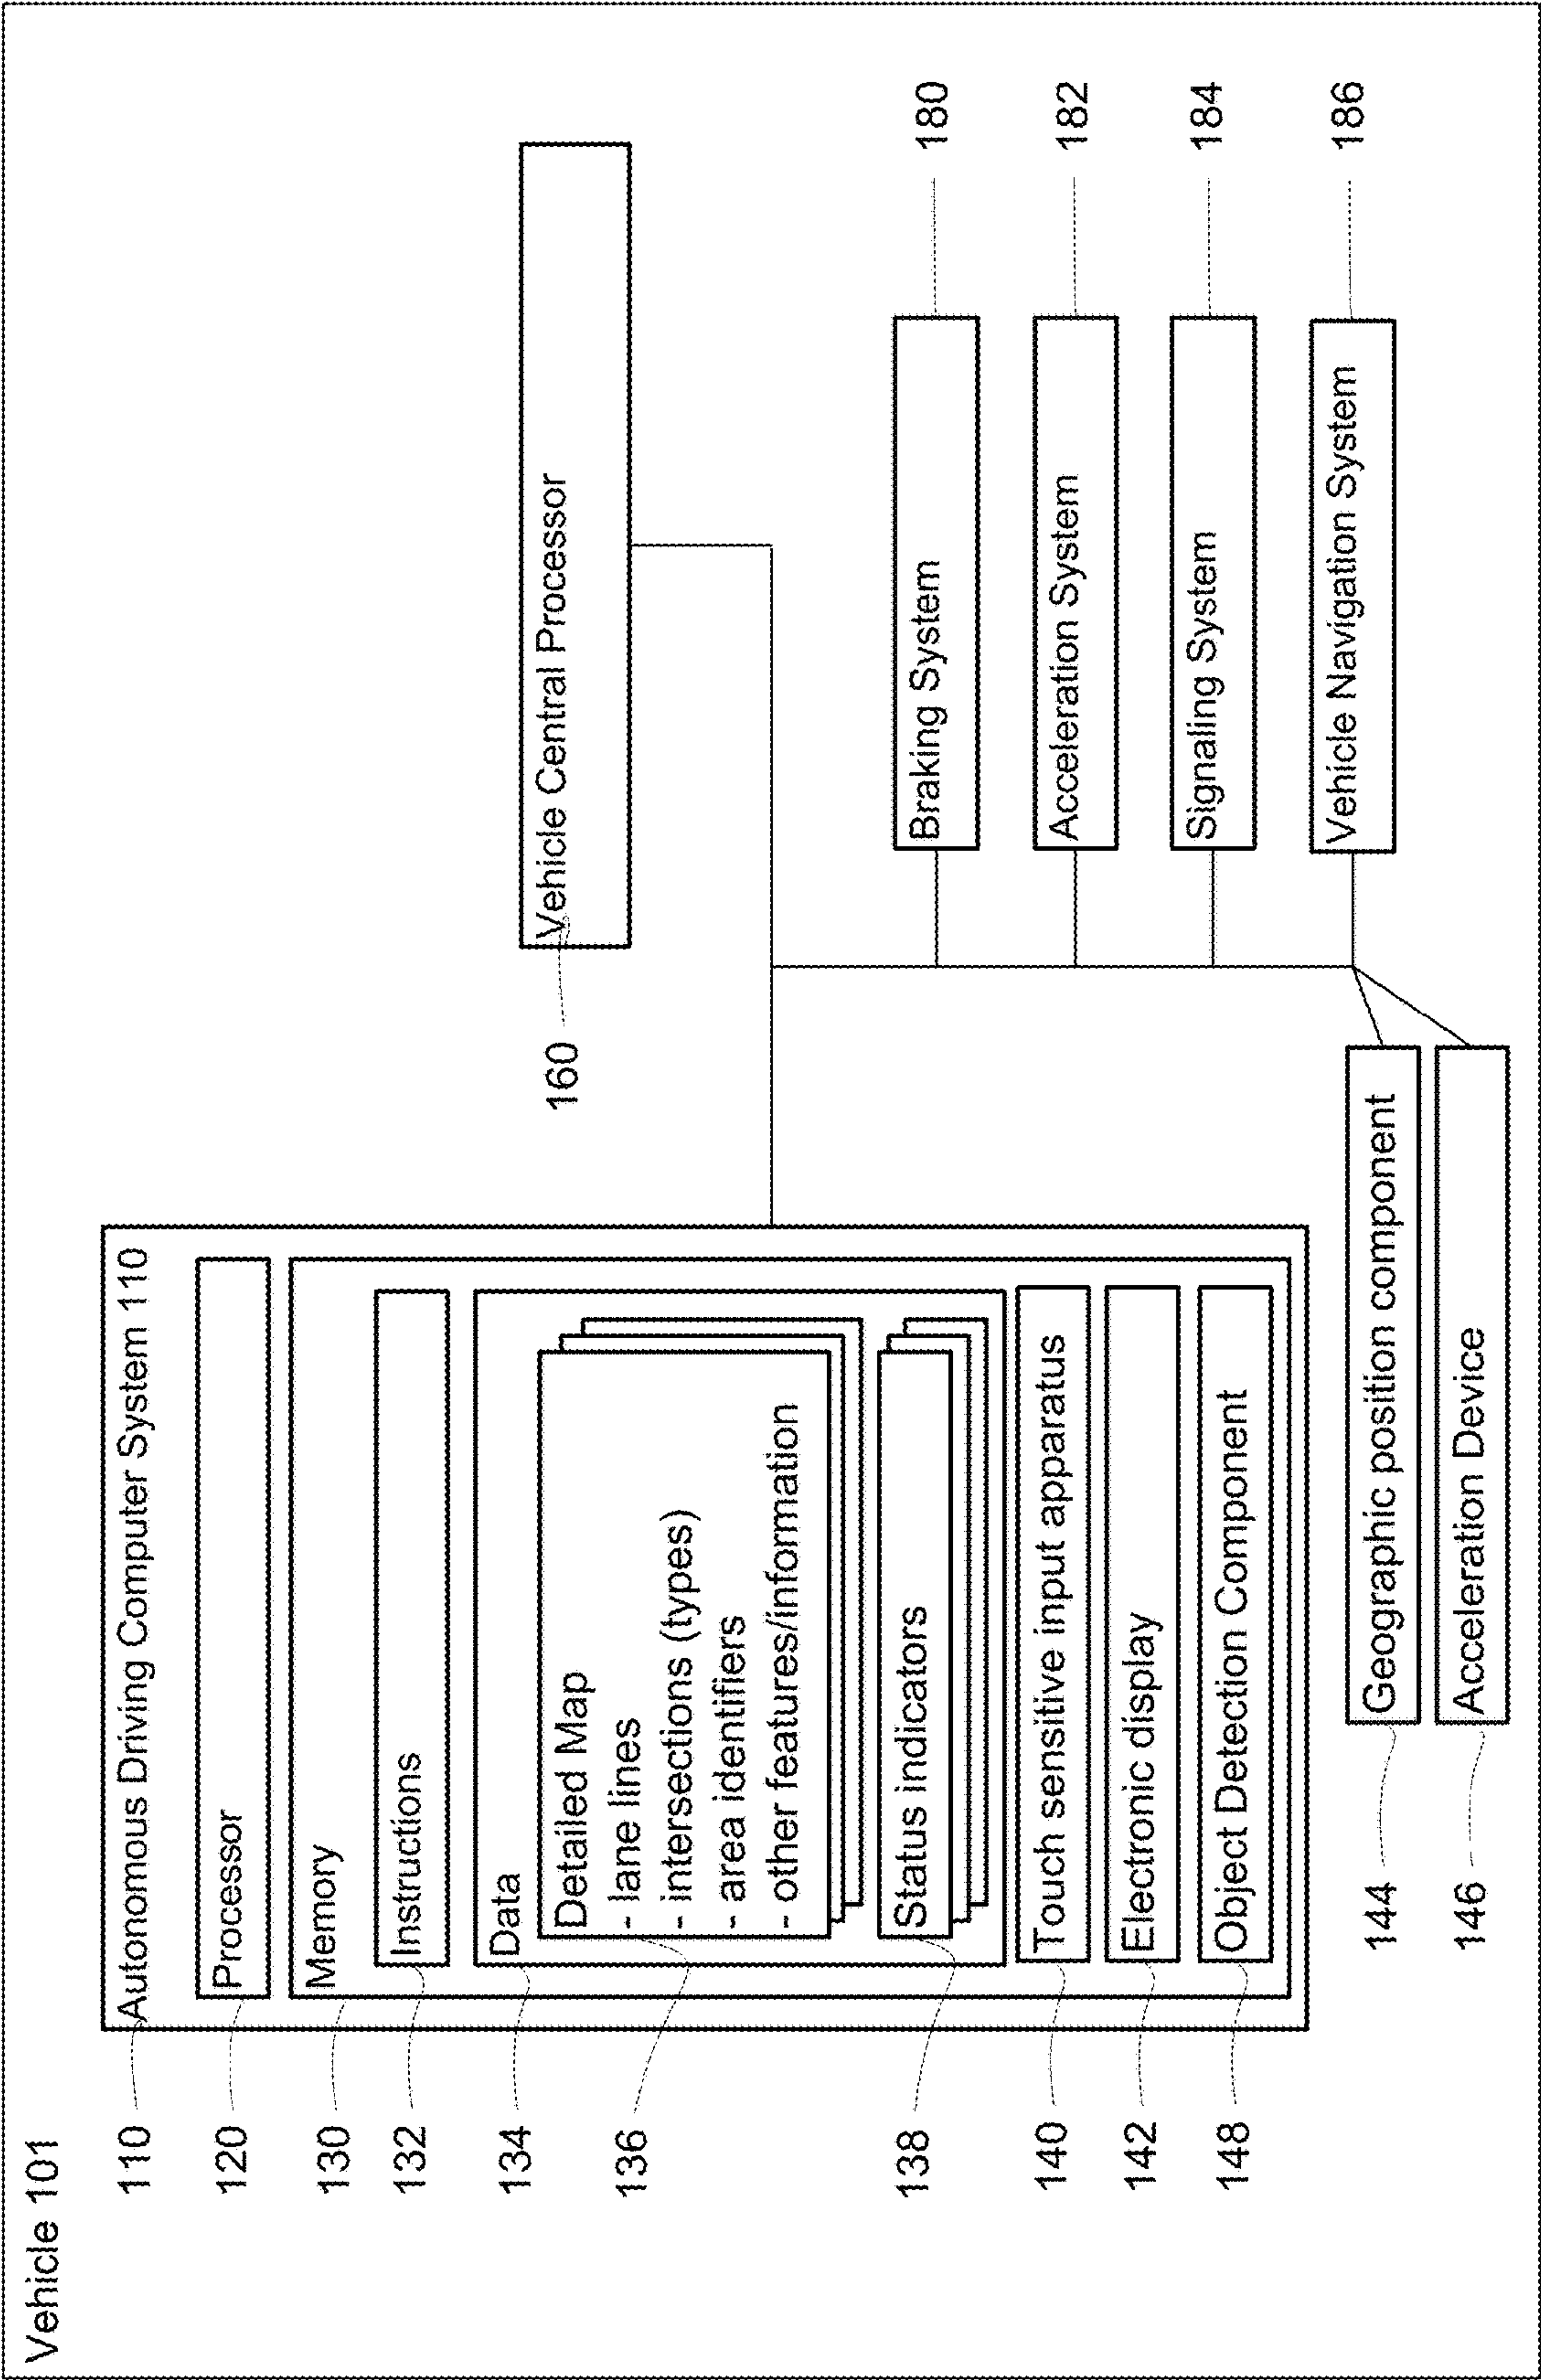 Vehicle 101
110
Autonomous Driving Computer System 110
120
Processor
130
Memory
132
Instructions
134
Data
136
Detailed Map
- lane lines
- intersections (types)
- area identifiers
- other features/information
138
Status indicators
140
Touch sensitive input apparatus
142
Electronic display
148
Object Detection Component
144
Geographic position component
146
Acceleration Device
160
Vehicle Central Processor
Braking System
180
Acceleration System
182
Signaling System
184
Vehicle Navigation System
186